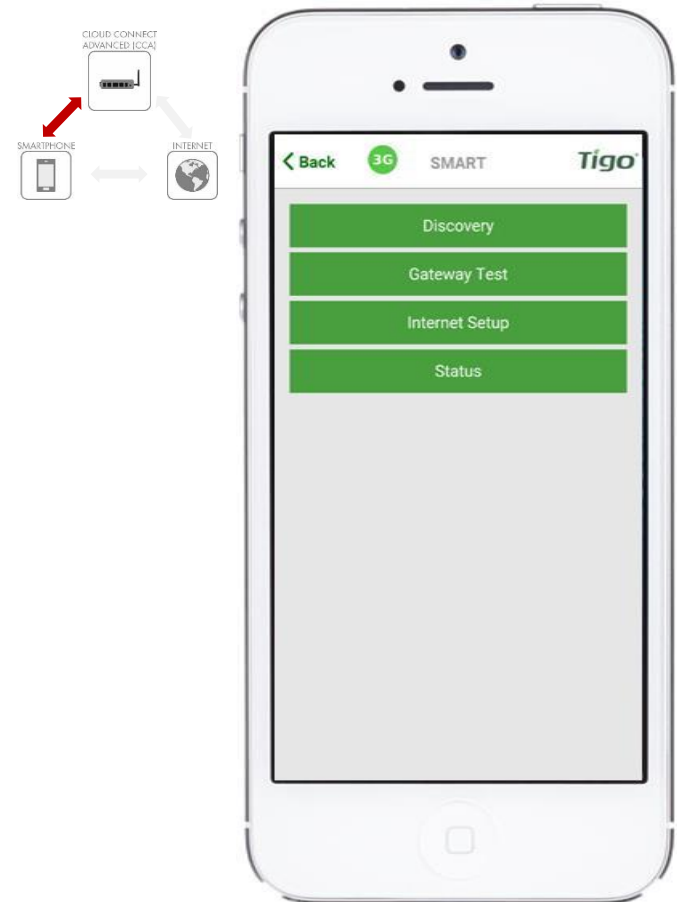 CLOUD CONNECT
ADVANCED (CCA)
SMARTPHONE
INTERNET
Back
3G
SMART
Tigo
Discovery
Gateway Test
Internet Setup
Status